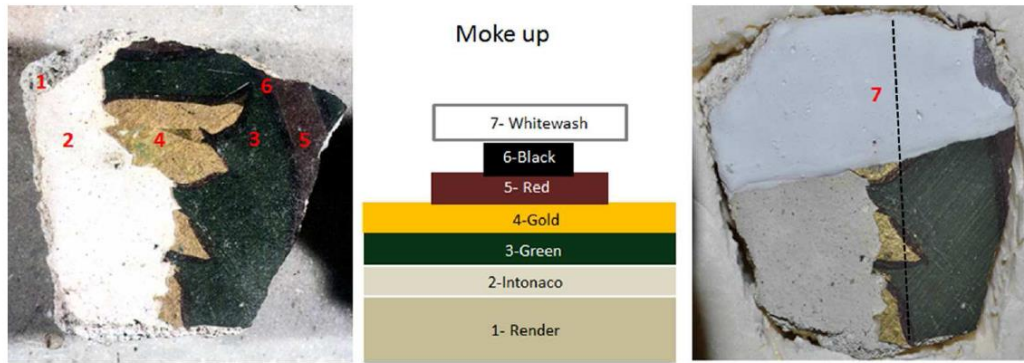 1
2
4
3
6
5
Moke up
7- Whitewash
6-Black
5- Red
4-Gold
3-Green
2-Intonaco
1- Render
7